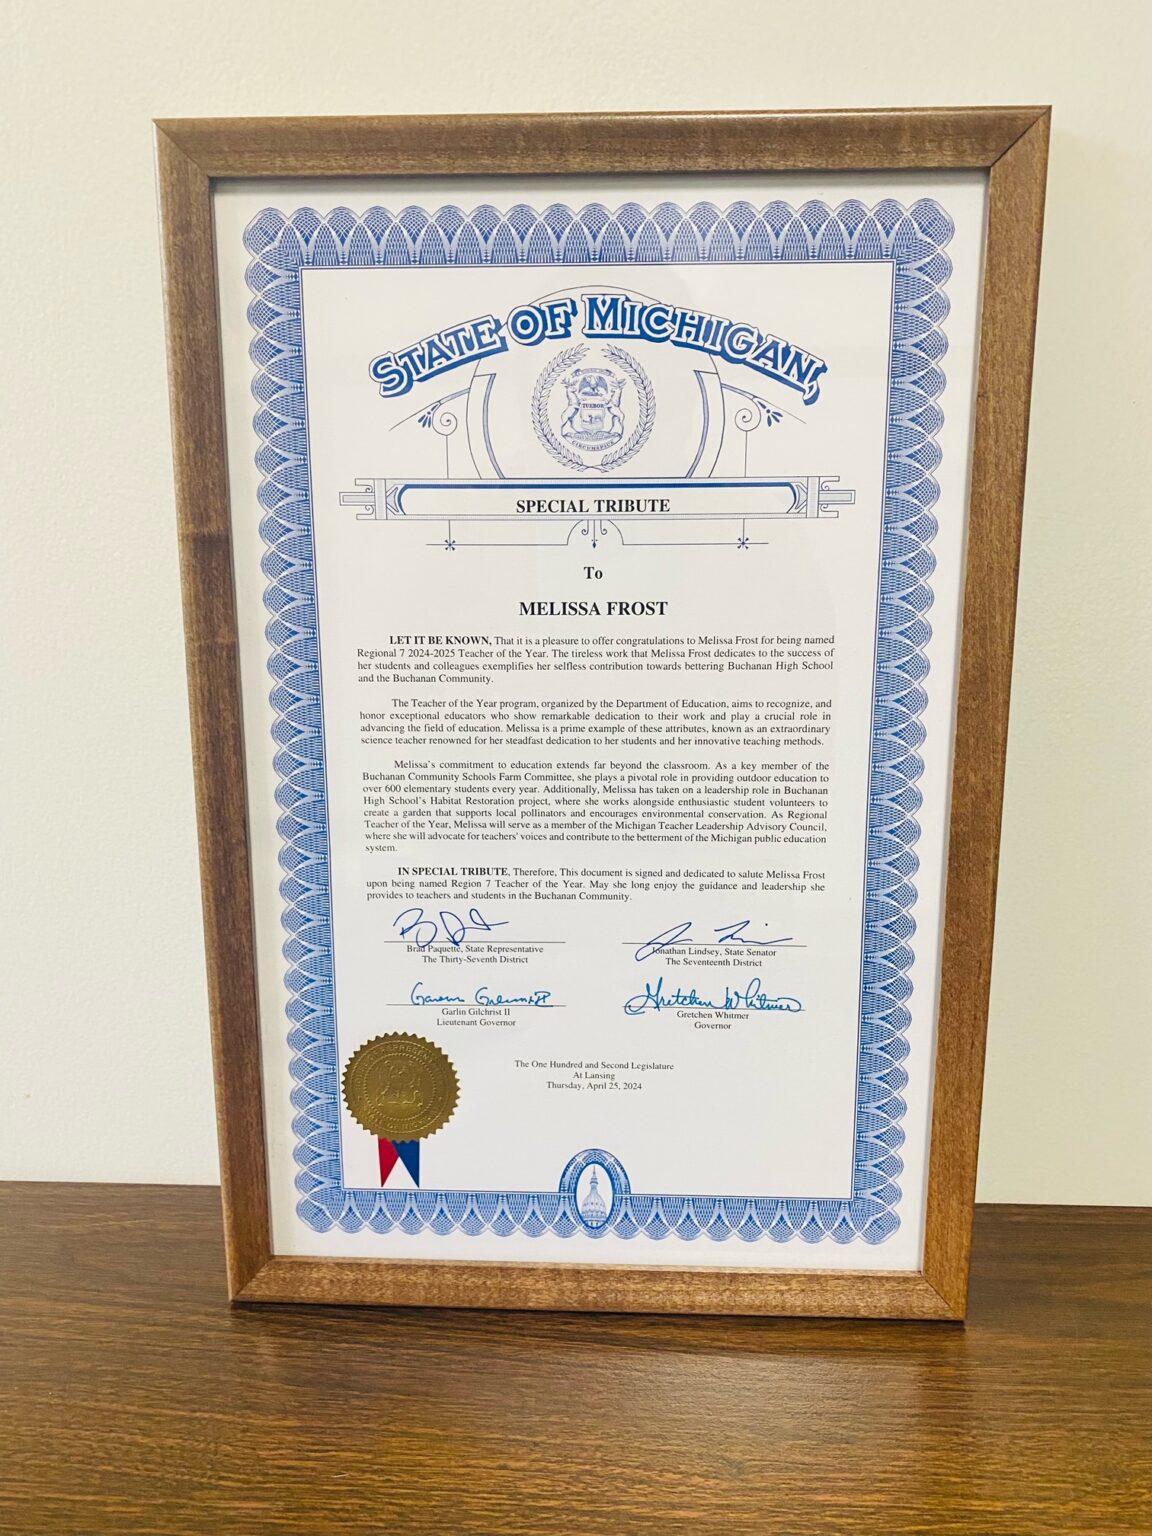 STATE OF MICHIGAN,
TUEBOR
CIRCUMSPICE
SPECIAL TRIBUTE
To
MELISSA FROST
LET IT BE KNOWN, That it is a pleasure to offer congratulations to Melissa Frost for being named
Regional 7 2024-2025 Teacher of the Year. The tireless work that Melissa Frost dedicates to the success of
her students and colleagues exemplifies her selfless contribution towards bettering Buchanan High School
and the Buchanan Community.
The Teacher of the Year program, organized by the Department of Education, aims to recognize, and
honor exceptional educators who show remarkable dedication to their work and play a crucial role in
advancing the field of education. Melissa is a prime example of these attributes, known as an extraordinary
science teacher renowned for her steadfast dedication to her students and her innovative teaching methods.
Melissa's commitment to education extends far beyond the classroom. As a key member of the
Buchanan Community Schools Farm Committee, she plays a pivotal role in providing outdoor education to
over 600 elementary students every year. Additionally, Melissa has taken on a leadership role in Buchanan
High School's Habitat Restoration project, where she works alongside enthusiastic student volunteers to
create a garden that supports local pollinators and encourages environmental conservation. As Regional
Teacher of the Year, Melissa will serve as a member of the Michigan Teacher Leadership Advisory Council,
where she will advocate for teachers' voices and contribute to the betterment of the Michigan public education
system.
IN SPECIAL TRIBUTE, Therefore, This document is signed and dedicated to salute Melissa Frost
upon being named Region 7 Teacher of the Year. May she long enjoy the guidance and leadership she
provides to teachers and students in the Buchanan Community.
Brad Paquette, State Representative
The Thirty-Seventh District
Jonathan Lindsey, State Senator
The Seventeenth District
Garlin Gilchrist II
Garlin Gilchrist II
Lieutenant Governor
Gretchen Whitmer
Gretchen Whitmer
Governor
The One Hundred and Second Legislature
At Lansing
Thursday, April 25, 2024